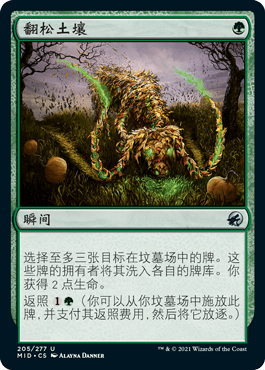 翻松土壤
瞬间
选择至多三张目标在坟墓场中的牌。这
些牌的拥有者将其洗入各自的牌库。你
获得 2 点生命。
返照 1 (你可以从你坟墓场中施放此
牌，并支付其返照费用，然后将它放逐。)
205/277 U
MID • CS ALAYNA DANNER
™ & © 2021 Wizards of the Coast